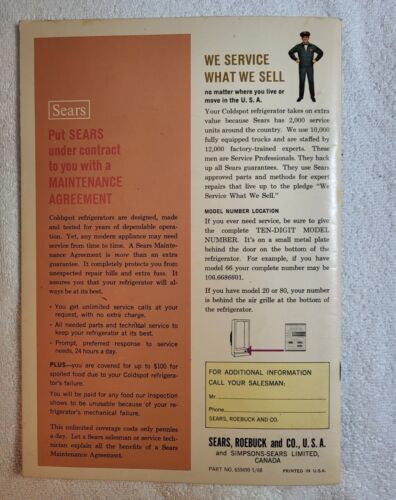 Sears
Put SEARS
under contract
to you with a
MAINTENANCE
AGREEMENT
Coldspot refrigerators are designed, made
and tested for years of dependable opera-
tion. Yet, any modern appliance may need
service from time to time. A Sears Mainte-
nance Agreement is more than an extra
guarantee. It completely protects you from
unexpected repair bills and extra fuss. It
assures you that your refrigerator will al-
ways be at its best.
- You get unlimited service calls at your
request, with no extra charge.
- All needed parts and technical service to
keep your refrigerator at its best.
- Prompt, preferred response to service
needs, 24 hours a day.
PLUS—you are covered for up to $100 for
spoiled food due to your Coldspot refrigera-
tor's failure.
You will be paid for any food our inspection
shows to be unusable because of your re-
frigerator's mechanical failure.
This unlimited coverage costs only pennies
a day. Let a Sears salesman or service tech-
nician explain all the benefits of a Sears
Maintenance Agreement.
WE SERVICE
WHAT WE SELL
no matter where you live or
move in the U. S. A.
Your Coldspot refrigerator takes on extra
value because Sears has 2,000 service
units around the country. We use 10,000
fully equipped trucks and are staffed by
12,000 factory-trained experts. These
men are Service Professionals. They back
up all Sears guarantees. They use Sears
approved parts and methods for expert
repairs that live up to the pledge "We
Service What We Sell."
MODEL NUMBER LOCATION
If you ever need service, be sure to give
the complete TEN-DIGIT MODEL
NUMBER. It's on a small metal plate
behind the door on the bottom of the
refrigerator. For example, if you have
model 66 your complete number may be
106.6686601.
If you have model 20 or 80, your number
is behind the air grille at the bottom of
the refrigerator.
FOR ADDITIONAL INFORMATION
CALL YOUR SALESMAN:
Mr.
Phone
SEARS, ROEBUCK AND CO.
SEARS, ROEBUCK and CO., U. S. A.
and SIMPSONS-SEARS LIMITED,
CANADA
PART NO. 659499 5/68 PRINTED IN U.S.A.